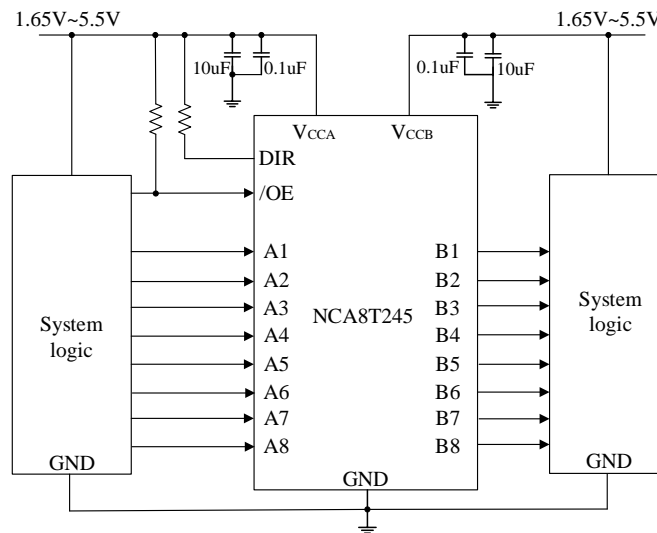 1.65V~5.5V
1.65V~5.5V
10uF
0.1uF
0.1uF
10uF
VCCA
VCCB
DIR
/OE
A1
B1
A2
B2
A3
B3
NCA8T245
System
logic
System
logic
A4
B4
A5
B5
A6
B6
A7
B7
A8
B8
GND
GND
GND